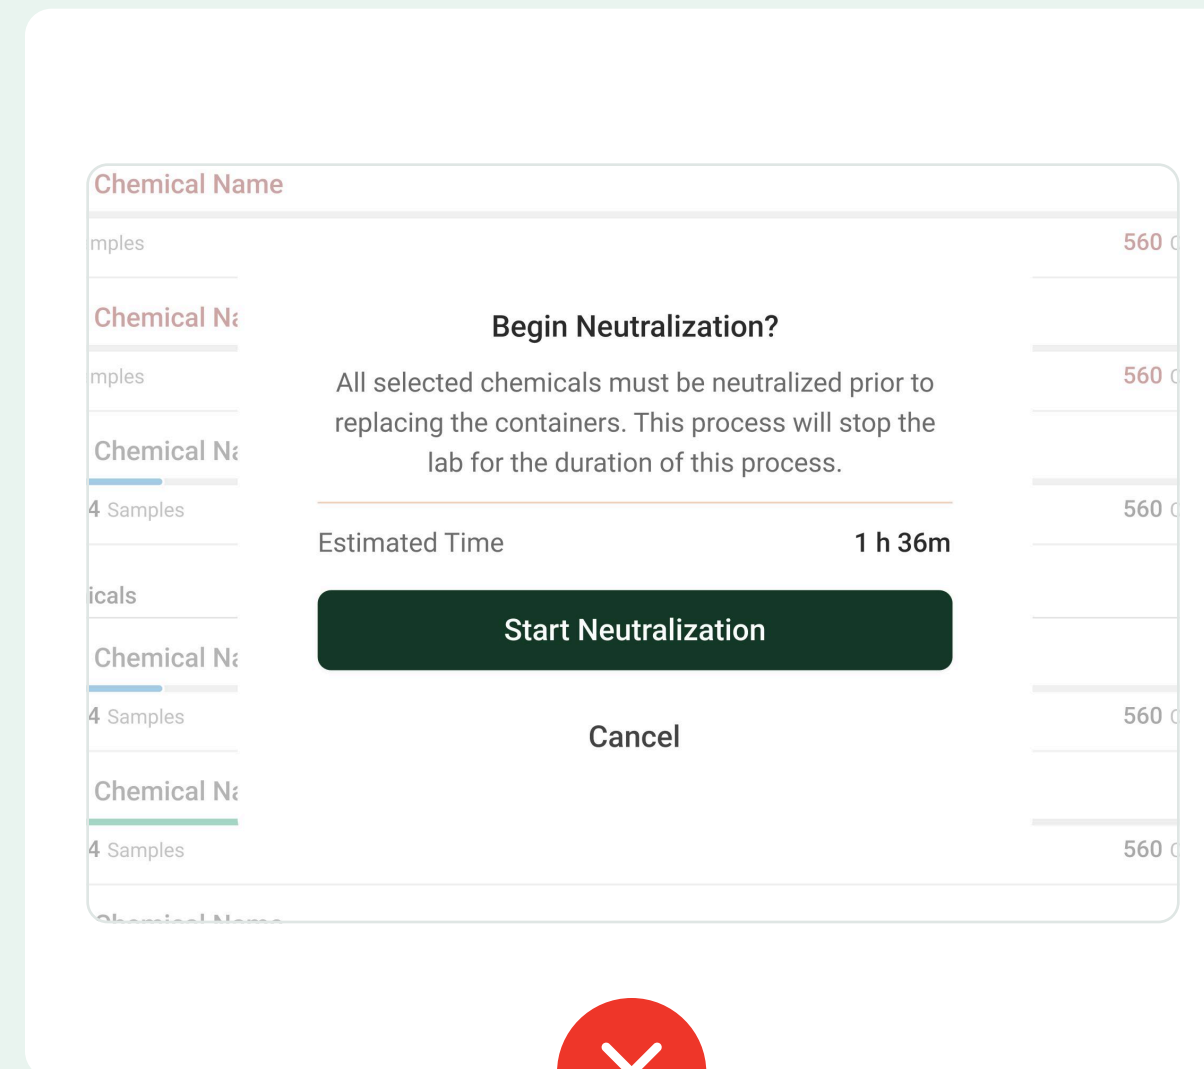 Chemical Name
mples
560
Chemical Na
mples
560
Chemical Na
4 Samples
560
icals
Chemical Na
4 Samples
560
Chemical Na
4 Samples
560
Chemical Name
Begin Neutralization?
All selected chemicals must be neutralized prior to
replacing the containers. This process will stop the
lab for the duration of this process.
Estimated Time
1 h 36m
Start Neutralization
Cancel